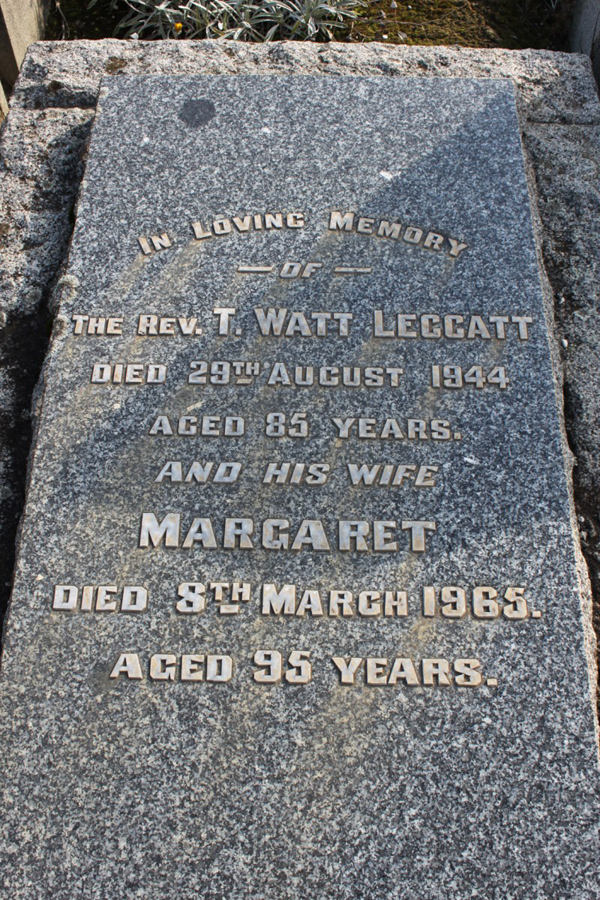 In Loving Memory
— OF —
THE REV. T. WATT LEGGATT
DIED 29TH AUGUST 1944
AGED 85 YEARS.
AND HIS WIFE
MARGARET
DIED 8TH MARCH 1965.
AGED 95 YEARS.